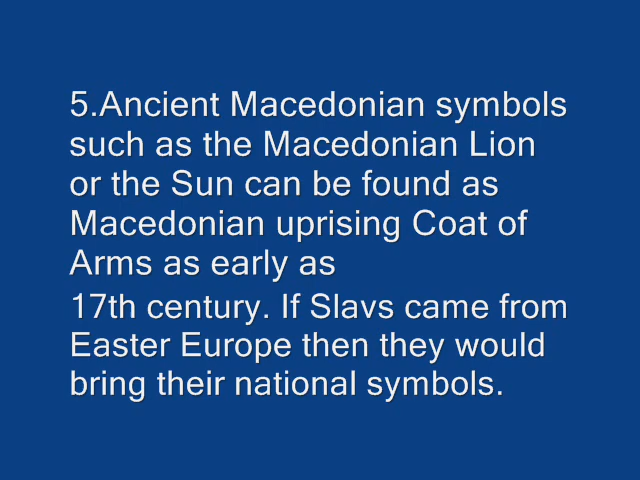 5.Ancient Macedonian symbols
such as the Macedonian Lion
or the Sun can be found as
Macedonian uprising Coat of
Arms as early as
17th century. If Slavs came from
Easter Europe then they would
bring their national symbols.